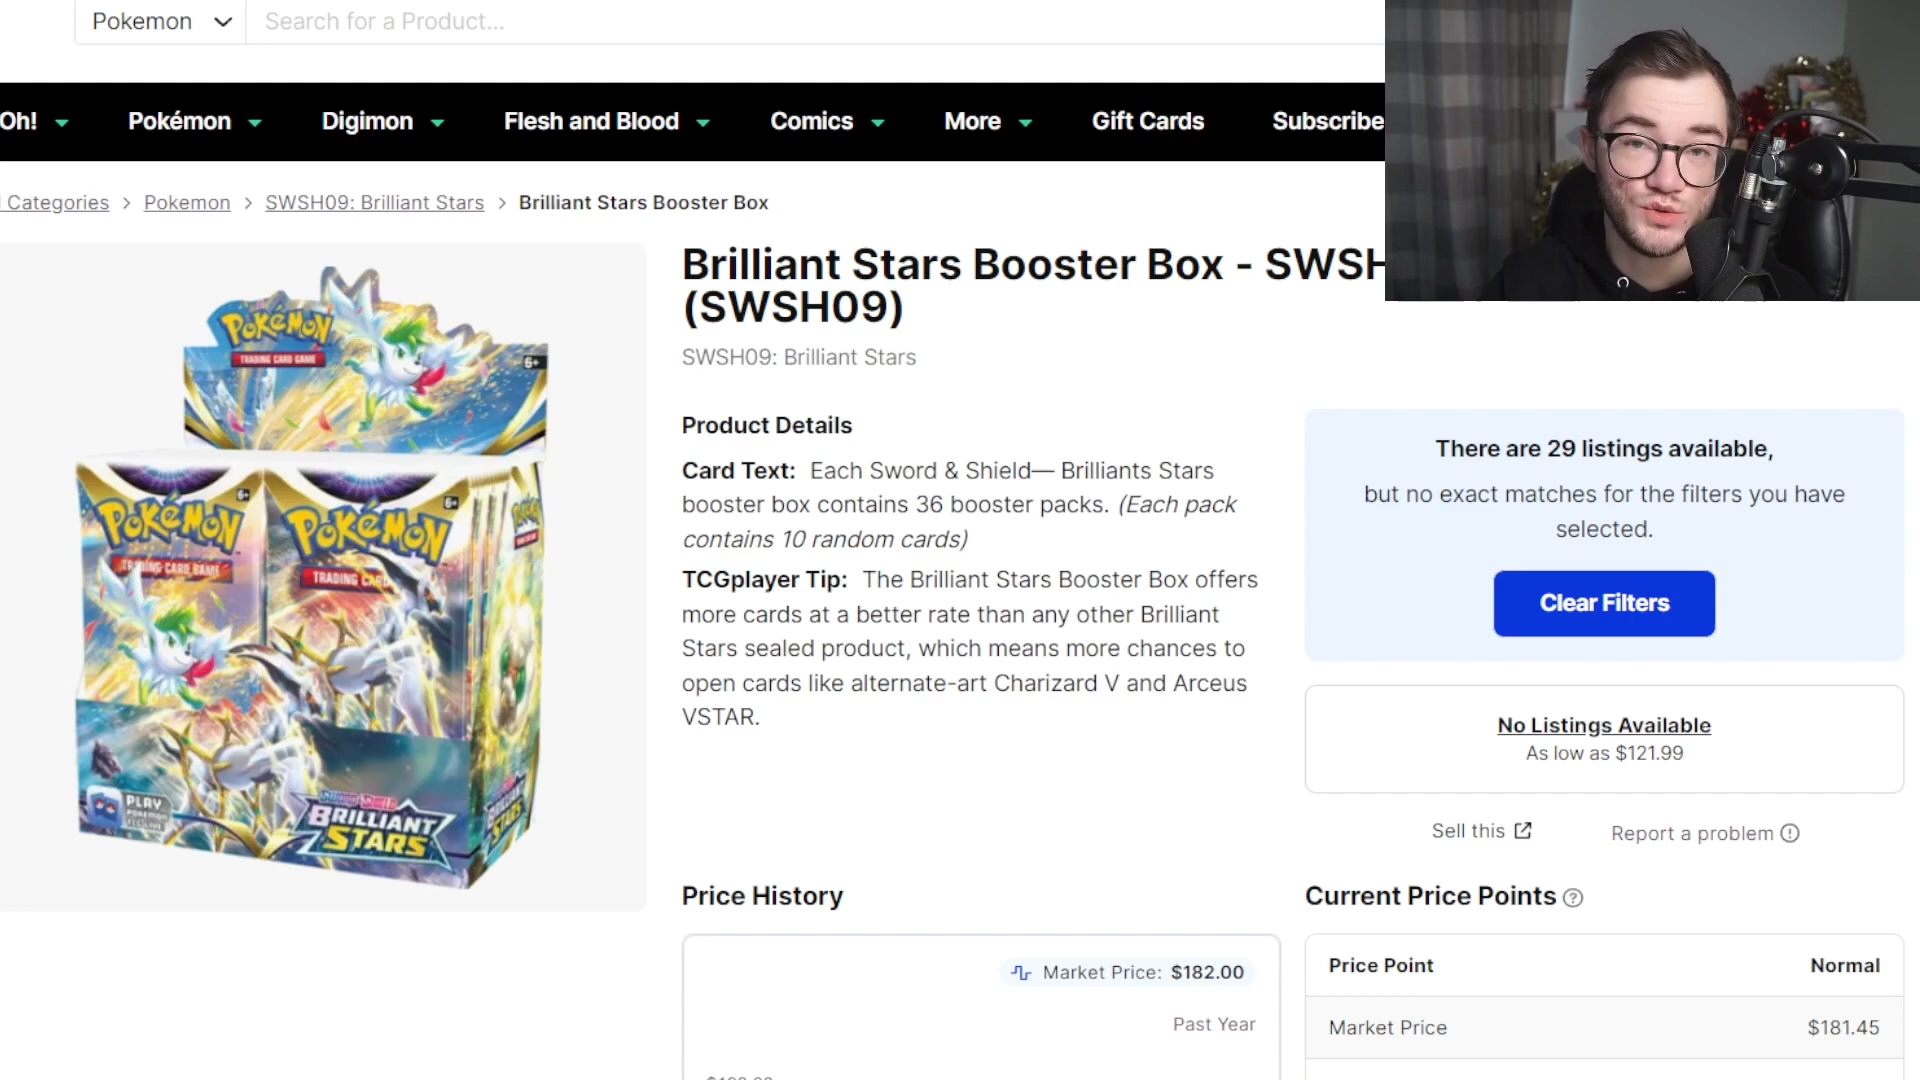 Pokemon
Search for a Product...
Oh!
Pokémon
Digimon
Flesh and Blood
Comics
More
Gift Cards
Subscribe
Categories > Pokemon > SWSH09: Brilliant Stars > Brilliant Stars Booster Box
Brilliant Stars Booster Box - SWSH
(SWSH09)
SWSH09: Brilliant Stars
Product Details
Card Text: Each Sword & Shield— Brilliants Stars
booster box contains 36 booster packs. (Each pack
contains 10 random cards)
TCGplayer Tip: The Brilliant Stars Booster Box offers
more cards at a better rate than any other Brilliant
Stars sealed product, which means more chances to
open cards like alternate-art Charizard V and Arceus
VSTAR.
There are 29 listings available,
but no exact matches for the filters you have
selected.
Clear Filters
No Listings Available
As low as $121.99
Sell this
Report a problem
POKéMON
TRADING CARD GAME
6+
POKéMON
TRADING CARD GAME
6+
POKéMON
TRADING CARD
6+
PLAY
POKéMON
SWORD & SHIELD
BRILLIANT
STARS
Price History
Market Price: $182.00
Past Year
Current Price Points
Price Point Normal
Market Price $181.45